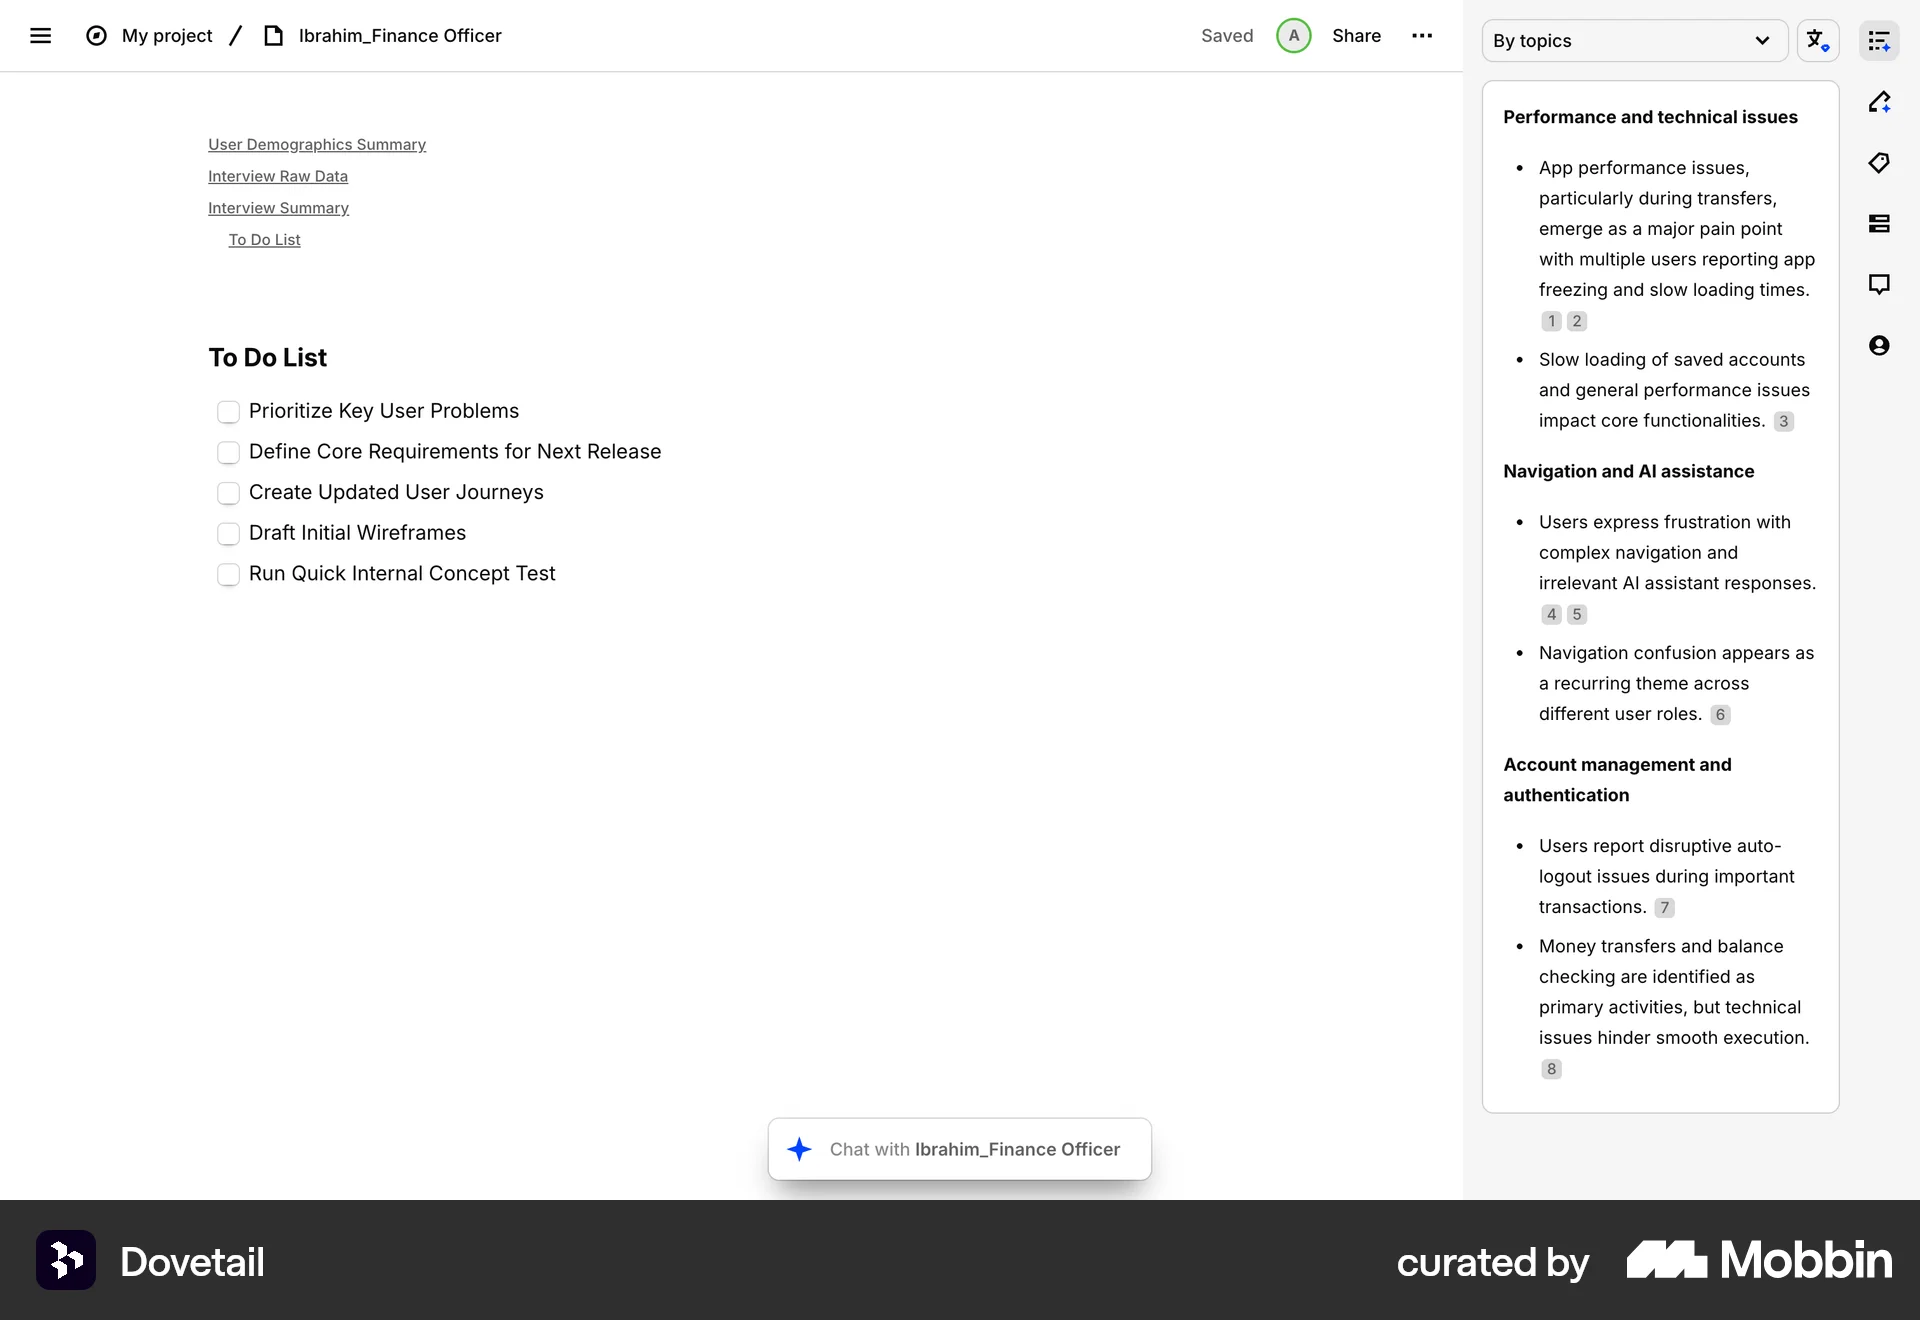 My project / Ibrahim_Finance Officer
Saved A Share
User Demographics Summary
Interview Raw Data
Interview Summary
To Do List
To Do List
Prioritize Key User Problems
Define Core Requirements for Next Release
Create Updated User Journeys
Draft Initial Wireframes
Run Quick Internal Concept Test
Chat with Ibrahim_Finance Officer
By topics
Performance and technical issues
• App performance issues,
particularly during transfers,
emerge as a major pain point
with multiple users reporting app
freezing and slow loading times.
1 2
• Slow loading of saved accounts
and general performance issues
impact core functionalities. 3
Navigation and AI assistance
• Users express frustration with
complex navigation and
irrelevant AI assistant responses.
4 5
• Navigation confusion appears as
a recurring theme across
different user roles. 6
Account management and
authentication
• Users report disruptive auto-
logout issues during important
transactions. 7
• Money transfers and balance
checking are identified as
primary activities, but technical
issues hinder smooth execution.
8
Dovetail
curated by Mobbin